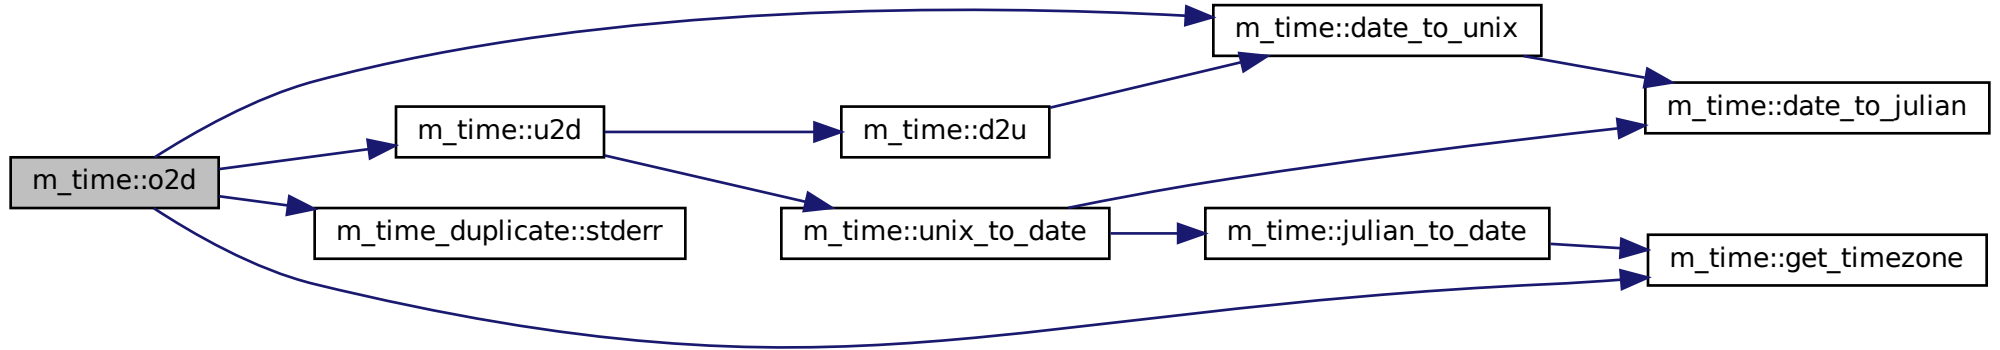 m_time::date_to_unix
m_time::date_to_julian
m_time::u2d
m_time::d2u
m_time::o2d
m_time_duplicate::stderr
m_time::unix_to_date
m_time::julian_to_date
m_time::get_timezone